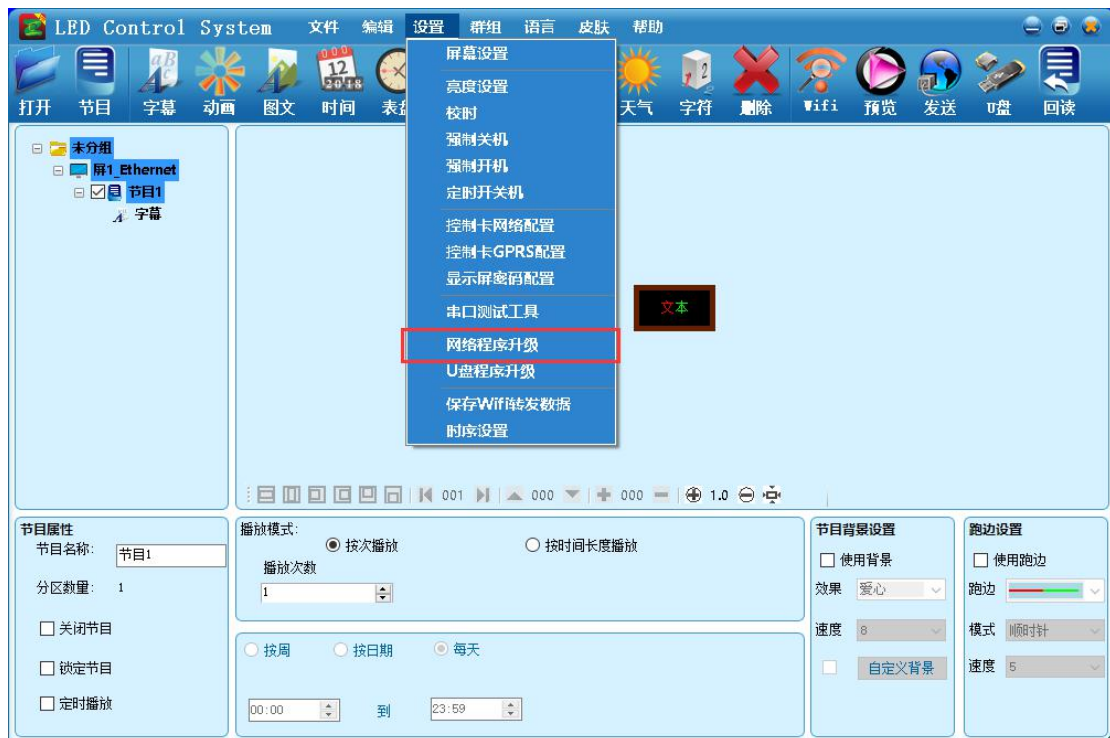 LED Control System 文件 编辑 设置 群组 语言 皮肤 帮助
打开 节目 字幕 动画 图文 时间 天气 字符 删除 Wifi 预览 发送 U盘 回读
屏幕设置
亮度设置
校时
强制关机
强制开机
定时开关机
控制卡网络配置
控制卡GPRS配置
显示屏密码配置
串口测试工具
网络程序升级
U盘程序升级
保存Wifi转发数据
时序设置
未分组
屏1_Ethernet
节目1
字幕
文本
001 000 000 1.0
节目属性
节目名称: 节目1
分区数量: 1
关闭节目
锁定节目
定时播放
播放模式:
按次播放 按时间长度播放
播放次数
1
按周 按日期 每天
00:00 到 23:59
节目背景设置
使用背景
效果 爱心
速度 8
自定义背景
跑边设置
使用跑边
跑边
模式 顺时针
速度 5